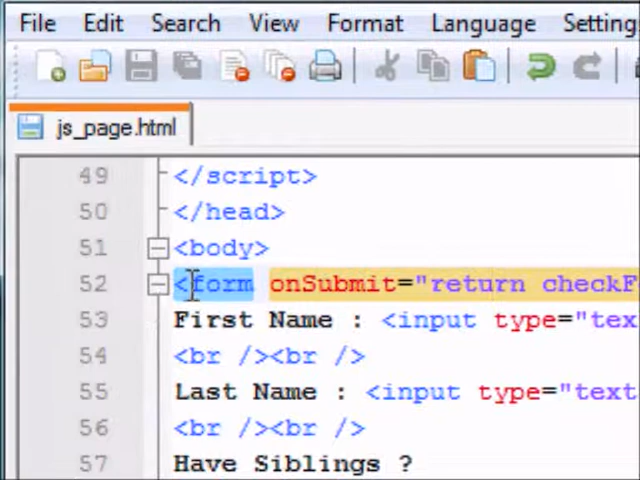 File Edit Search View Format Language Setting
js_page.html
49 </script>
50 </head>
51 <body>
52 <form onSubmit="return checkF
53 First Name : <input type="tex
54 <br /><br />
55 Last Name : <input type="text
56 <br /><br />
57 Have Siblings ?